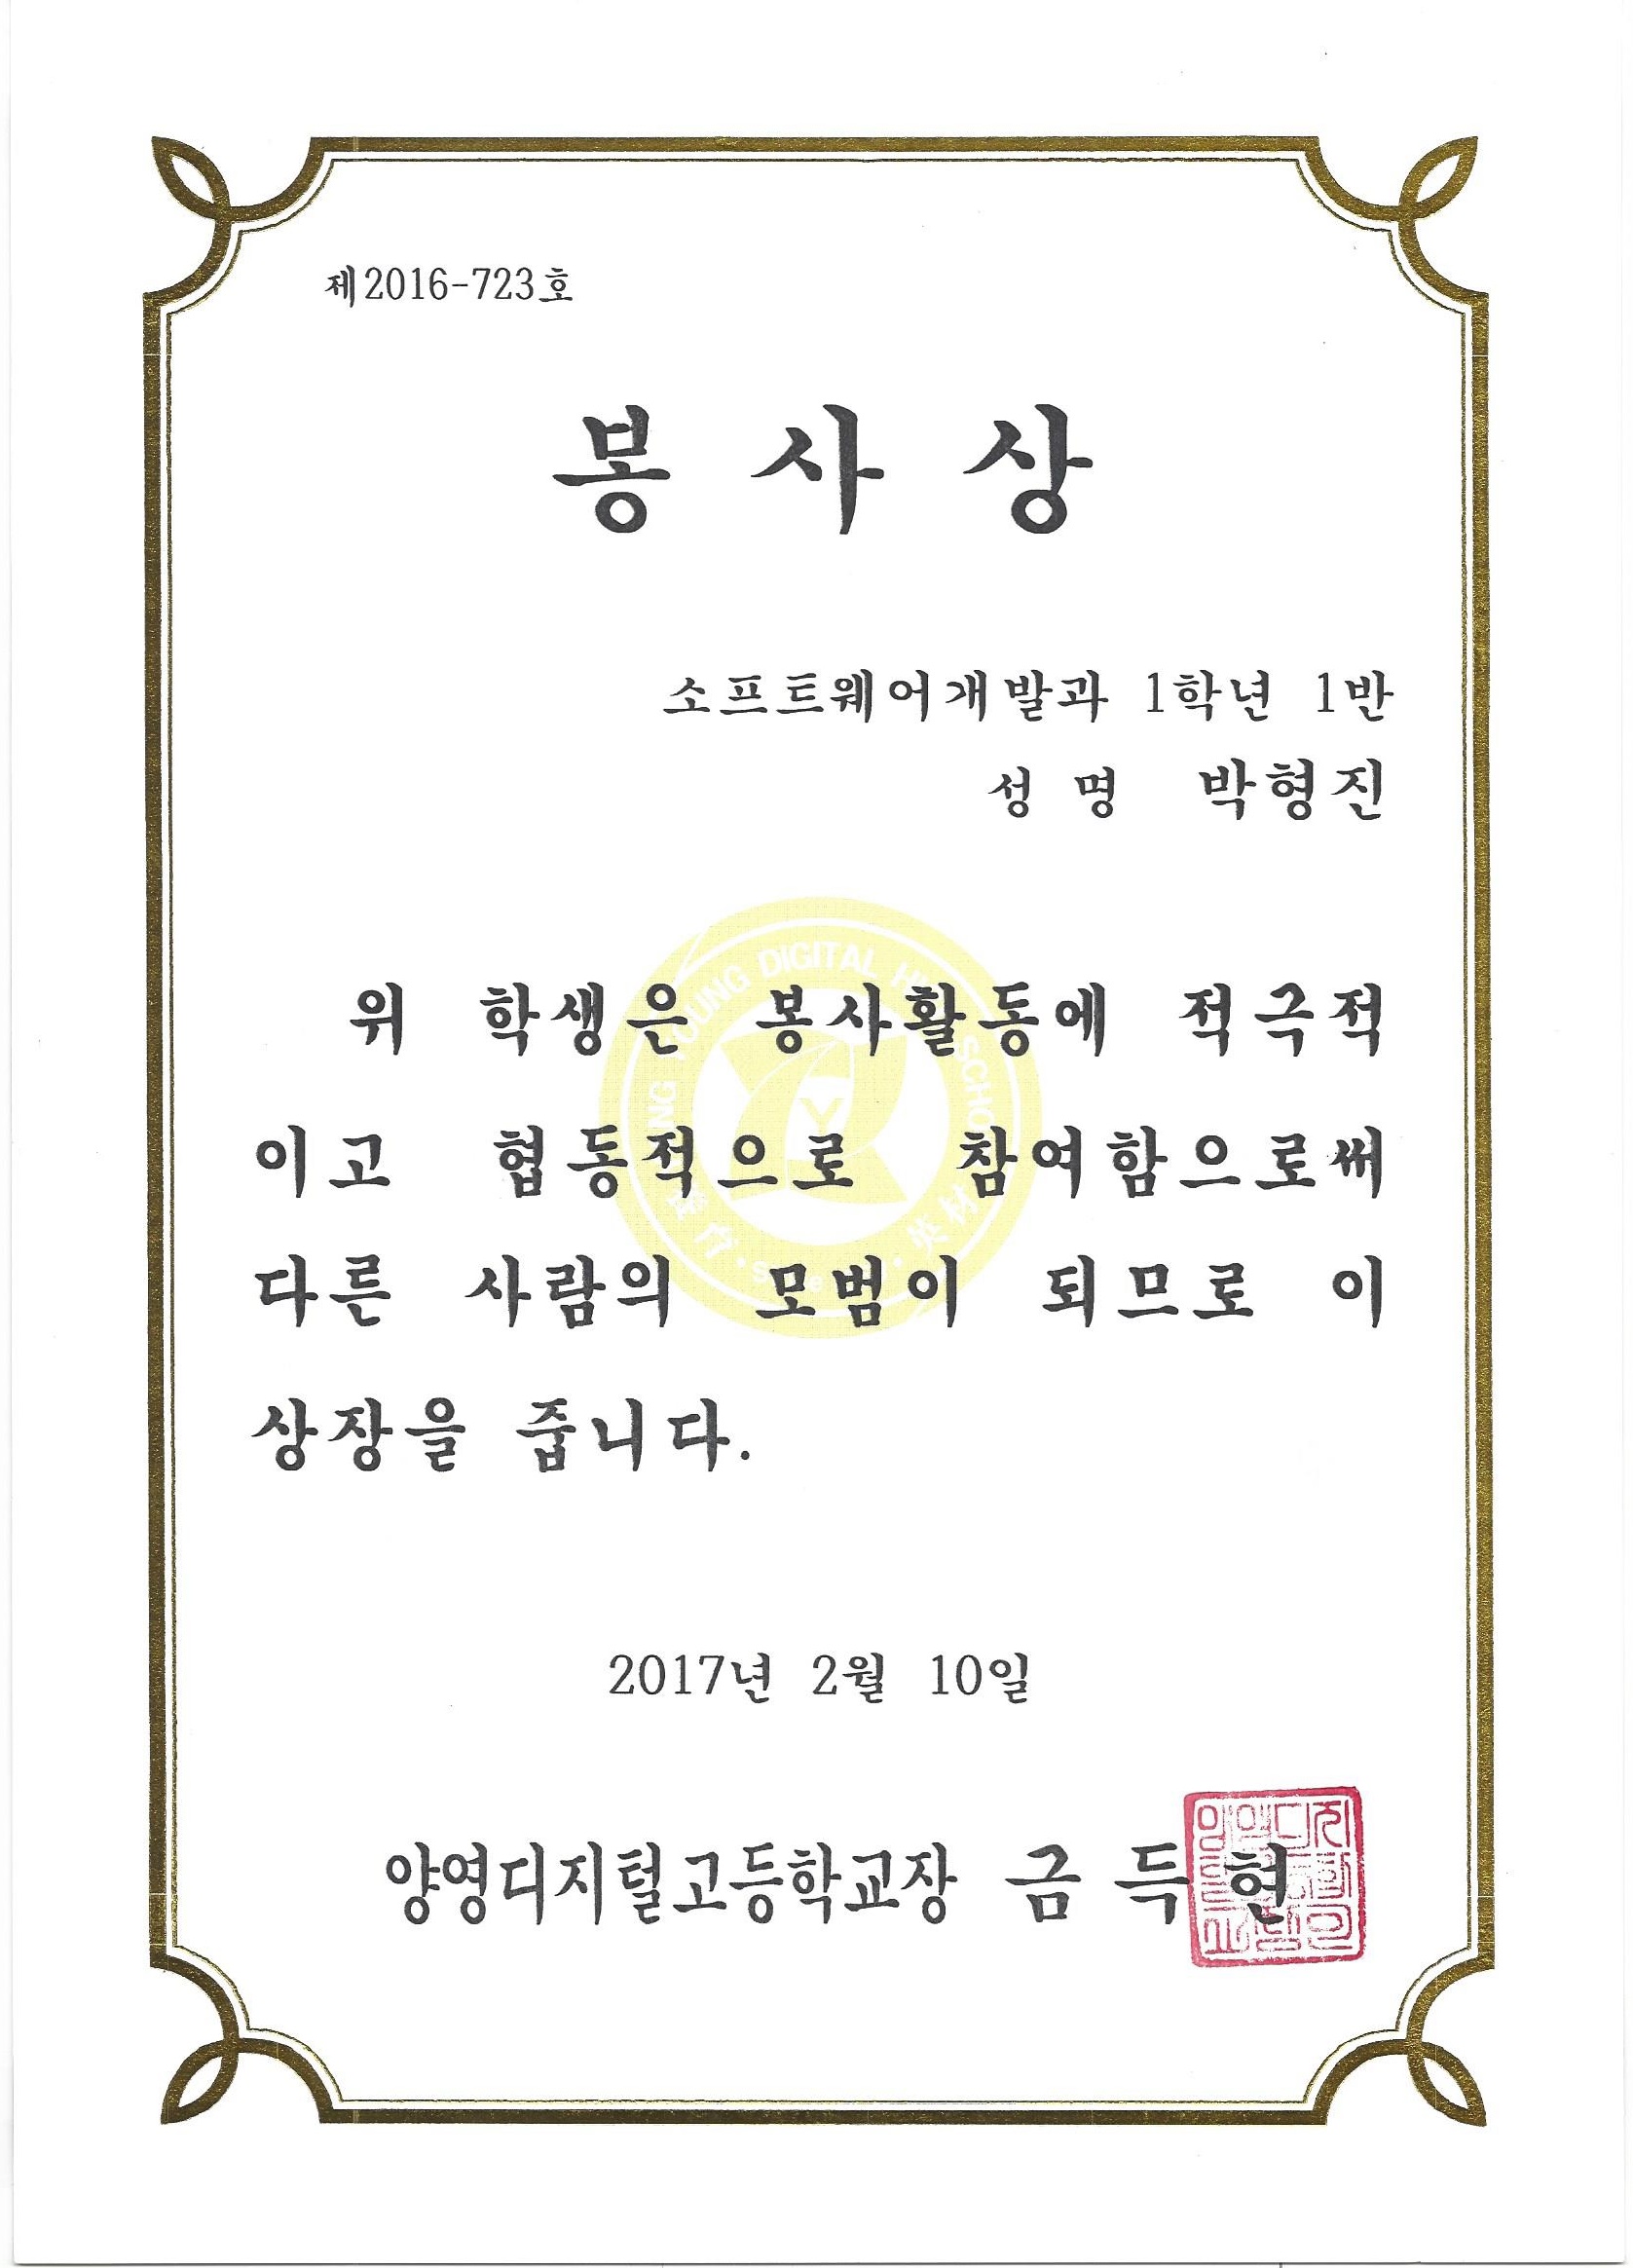 제2016-723호
봉 사 상
소프트웨어개발과 1학년 1반
성 명 박형진
위 학생은 봉사활동에 적극적
이고 협동적으로 참여함으로써
다른 사람의 모범이 되므로 이
상장을 줍니다.
2017년 2월 10일
양영디지털고등학교장 금 득 현
YOUNG DIGITAL